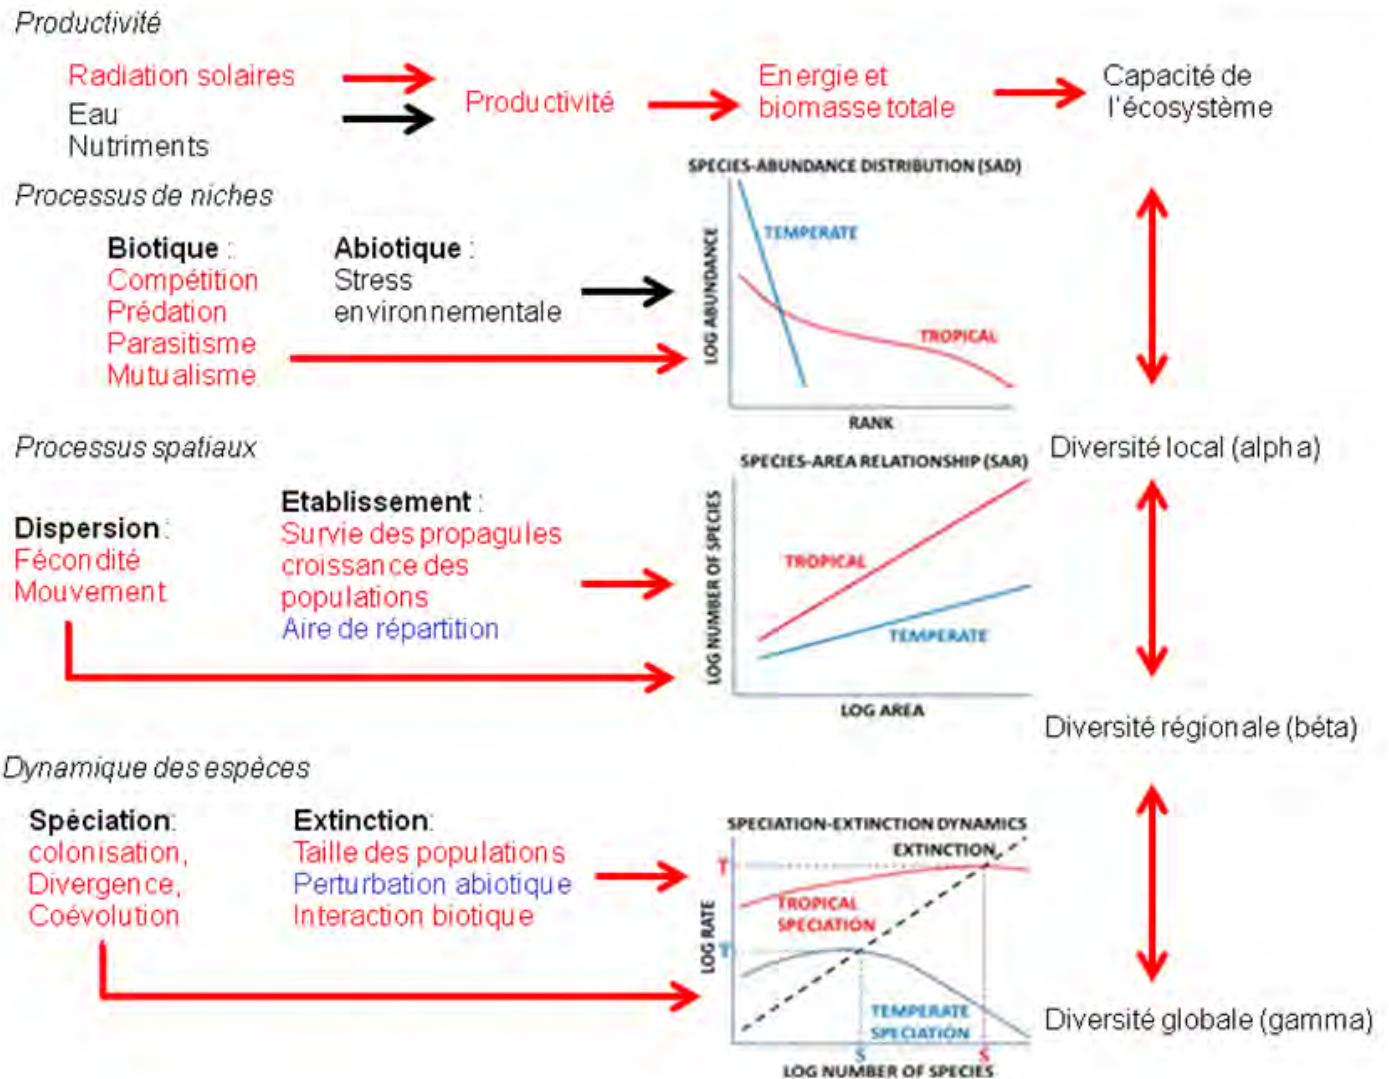 Productivité
Radiation solaires
Eau
Nutriments
Productivité
Energie et
biomasse totale
Capacité de
l'écosystème
Processus de niches
Biotique :
Compétition
Prédation
Parasitisme
Mutualisme
Abiotique :
Stress
environnementale
SPECIES-ABUNDANCE DISTRIBUTION (SAD)
LOG ABUNDANCE
TEMPERATE
TROPICAL
RANK
Diversité local (alpha)
Processus spatiaux
Dispersion :
Fécondité
Mouvement
Etablissement :
Survie des propagules
croissance des
populations
Aire de répartition
SPECIES-AREA RELATIONSHIP (SAR)
LOG NUMBER OF SPECIES
TROPICAL
TEMPERATE
LOG AREA
Diversité régionale (béta)
Dynamique des espèces
Spéciation:
colonisation,
Divergence,
Coévolution
Extinction:
Taille des populations
Perturbation abiotique
Interaction biotique
SPECIATION-EXTINCTION DYNAMICS
EXTINCTION
T
TROPICAL
SPECIATION
LOG RATE
T
TEMPERATE
SPECIATION
S
S
LOG NUMBER OF SPECIES
Diversité globale (gamma)